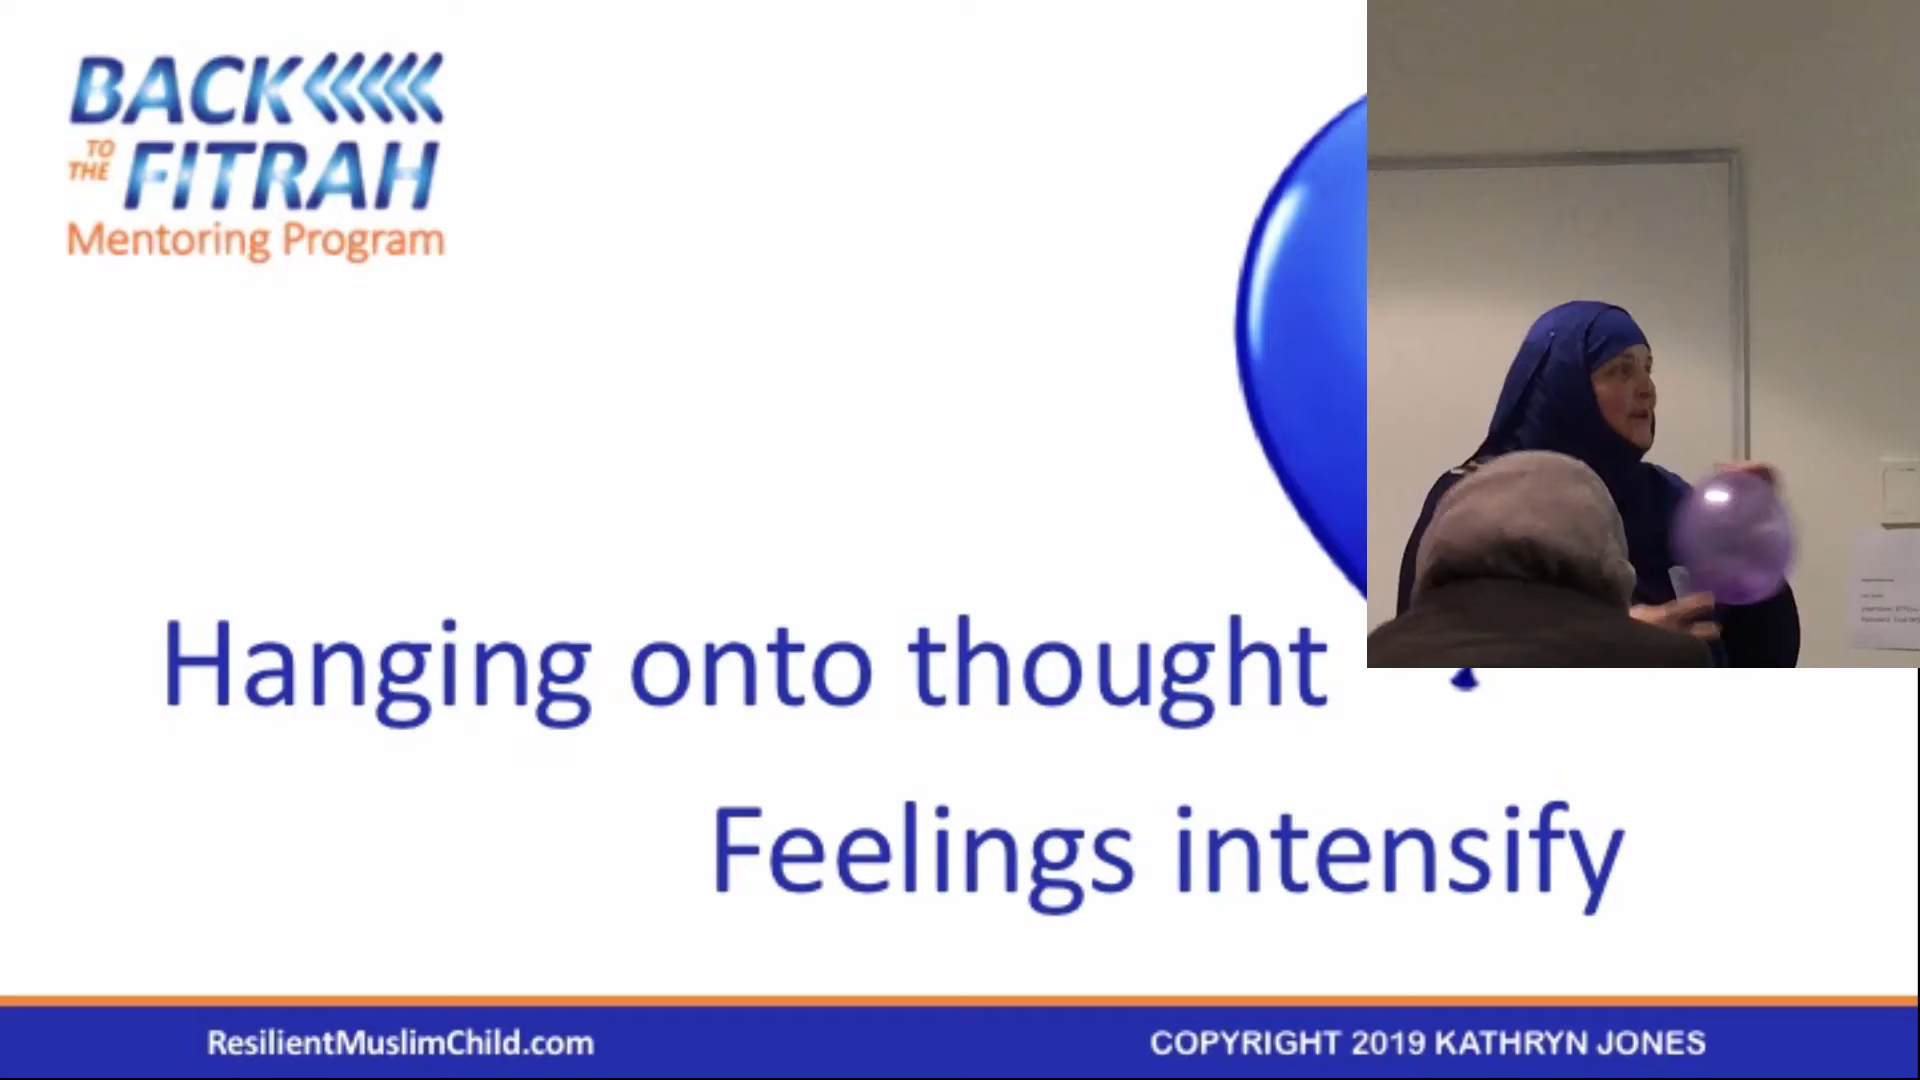 BACK
TO THE FITRAH
Mentoring Program
Hanging onto thought
Feelings intensify
ResilientMuslimChild.com
COPYRIGHT 2019 KATHRYN JONES